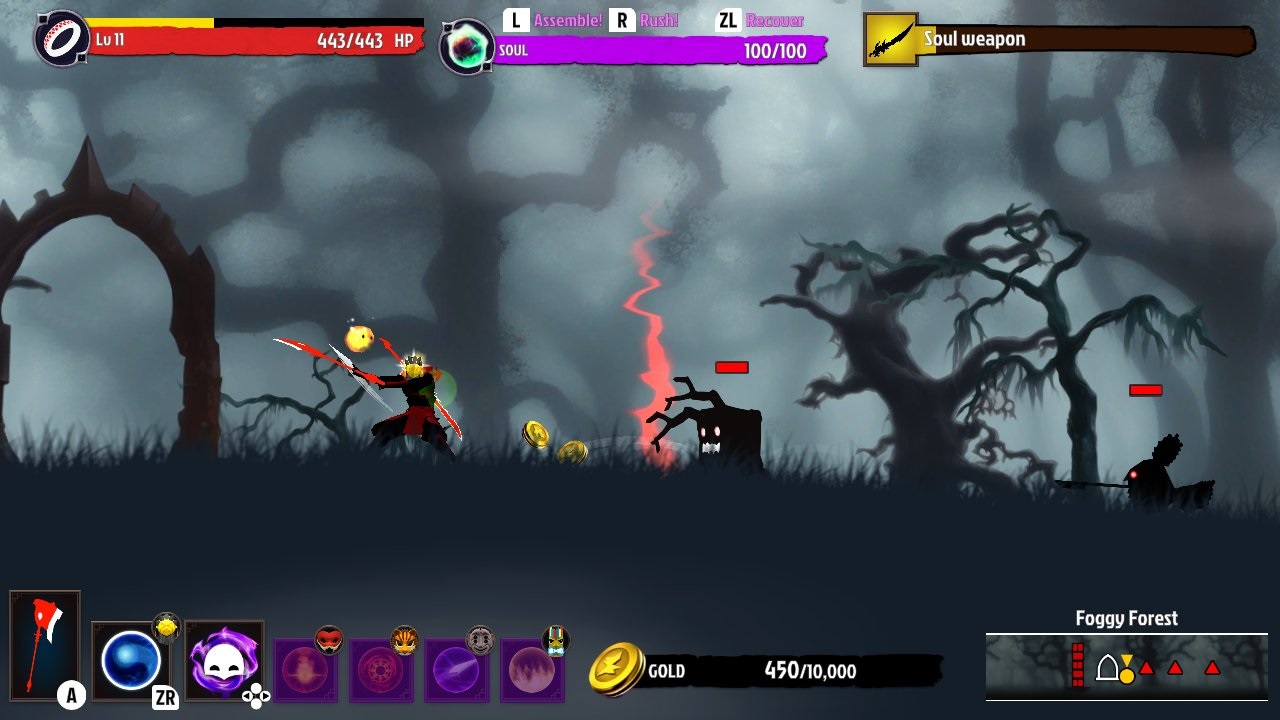 L Assemble! R Rush! ZL Recover
Lv 11 443/443 HP
SOUL 100/100
Soul weapon
Foggy Forest
A
ZR
GOLD 450/10,000